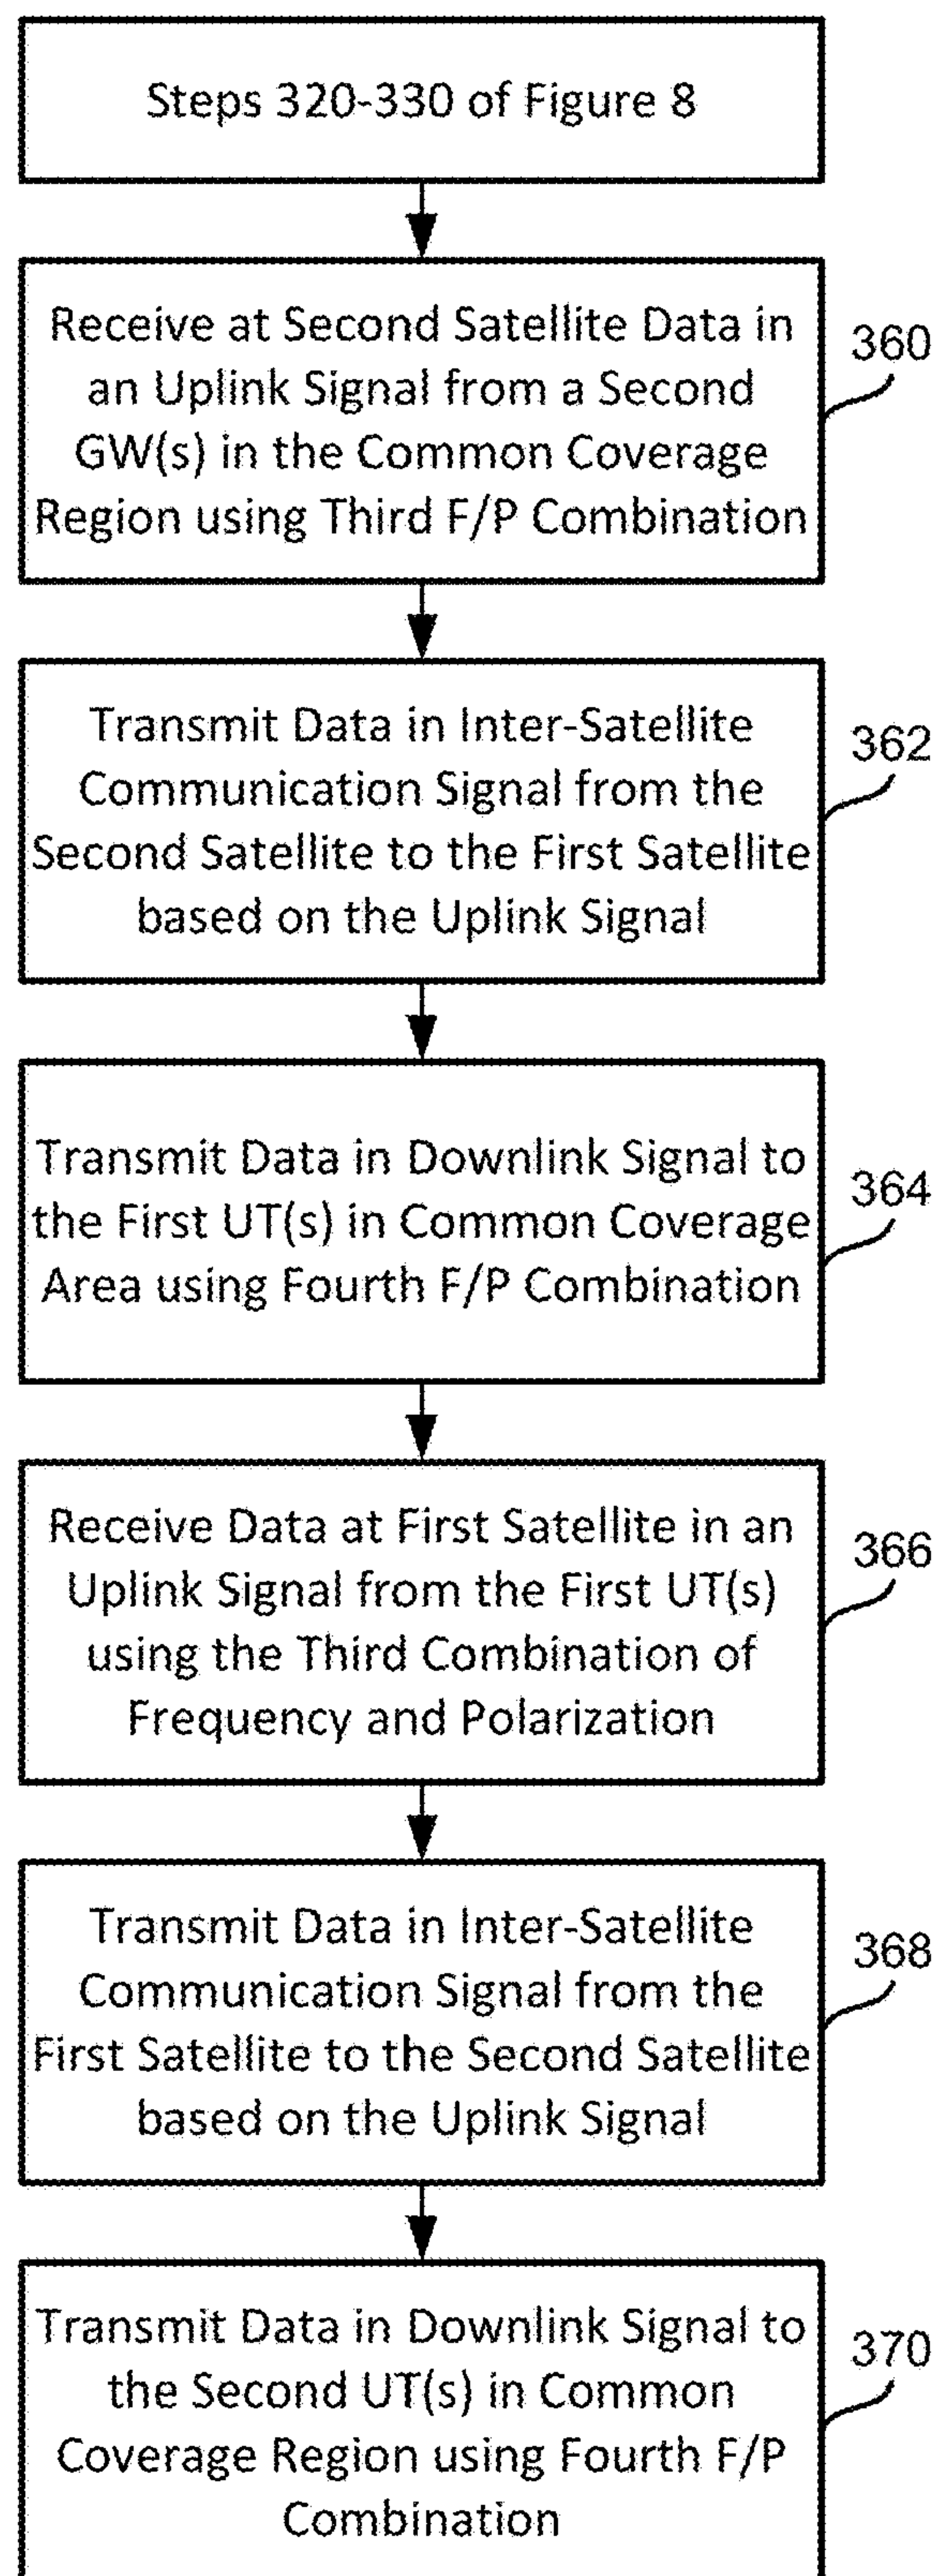 Steps 320-330 of Figure 8
Receive at Second Satellite Data in
an Uplink Signal from a Second
GW(s) in the Common Coverage
Region using Third F/P Combination
360
Transmit Data in Inter-Satellite
Communication Signal from the
Second Satellite to the First Satellite
based on the Uplink Signal
362
Transmit Data in Downlink Signal to
the First UT(s) in Common Coverage
Area using Fourth F/P Combination
364
Receive Data at First Satellite in an
Uplink Signal from the First UT(s)
using the Third Combination of
Frequency and Polarization
366
Transmit Data in Inter-Satellite
Communication Signal from the
First Satellite to the Second Satellite
based on the Uplink Signal
368
Transmit Data in Downlink Signal to
the Second UT(s) in Common
Coverage Region using Fourth F/P
Combination
370